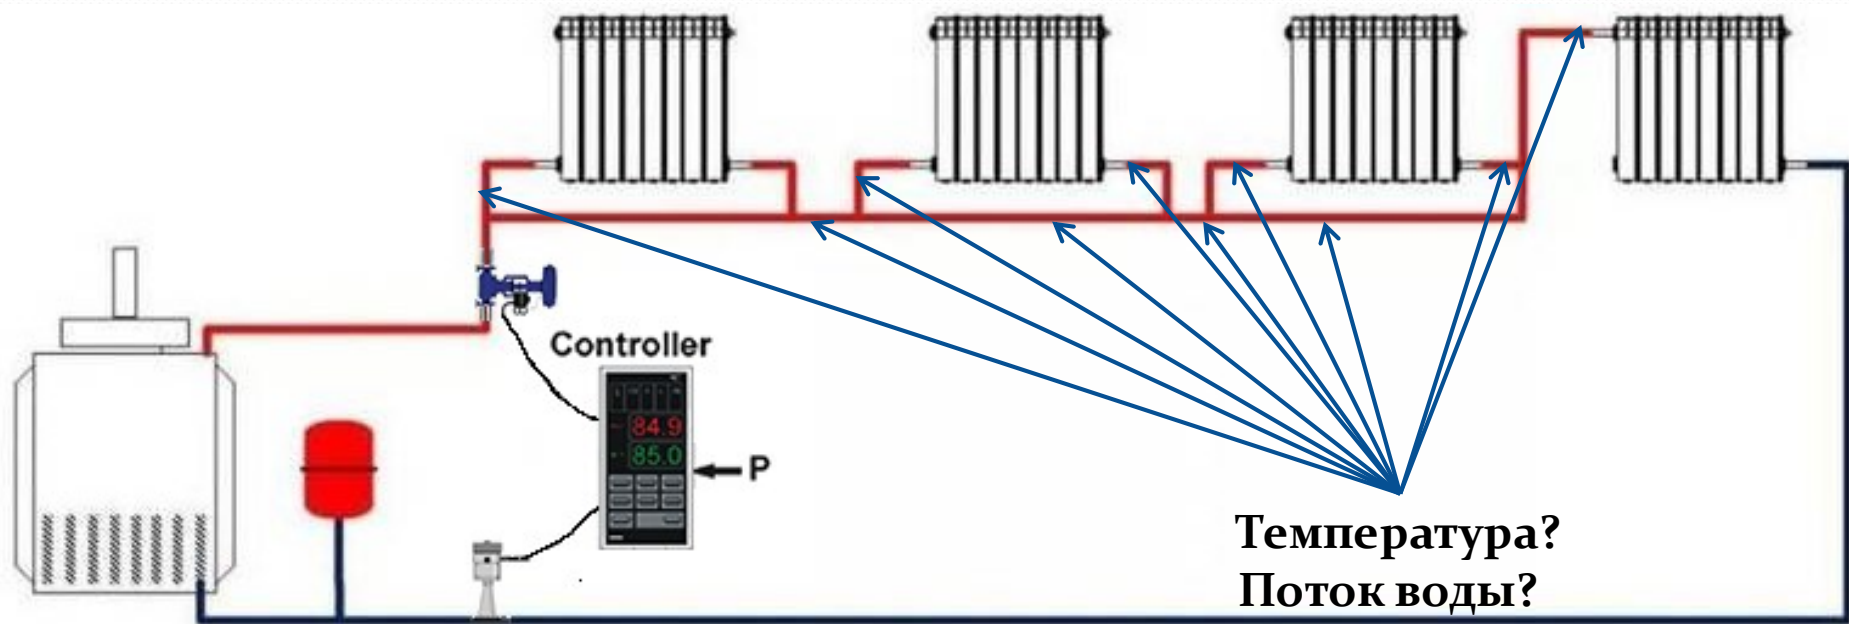 Controller
84.9
85.0
P
Температура?
Поток воды?